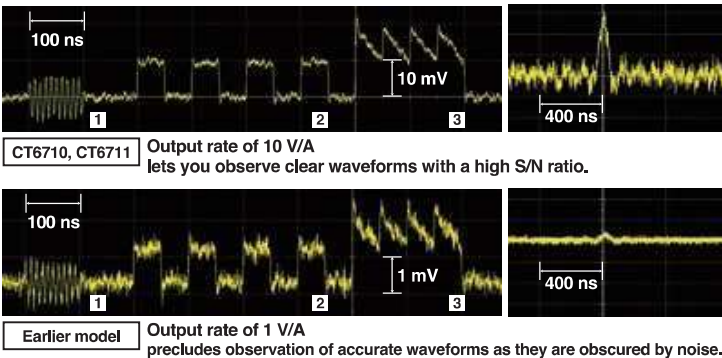 100 ns
10 mV
1
2
3
400 ns
CT6710, CT6711
Output rate of 10 V/A
lets you observe clear waveforms with a high S/N ratio.
100 ns
1 mV
1
2
3
400 ns
Earlier model
Output rate of 1 V/A
precludes observation of accurate waveforms as they are obscured by noise.